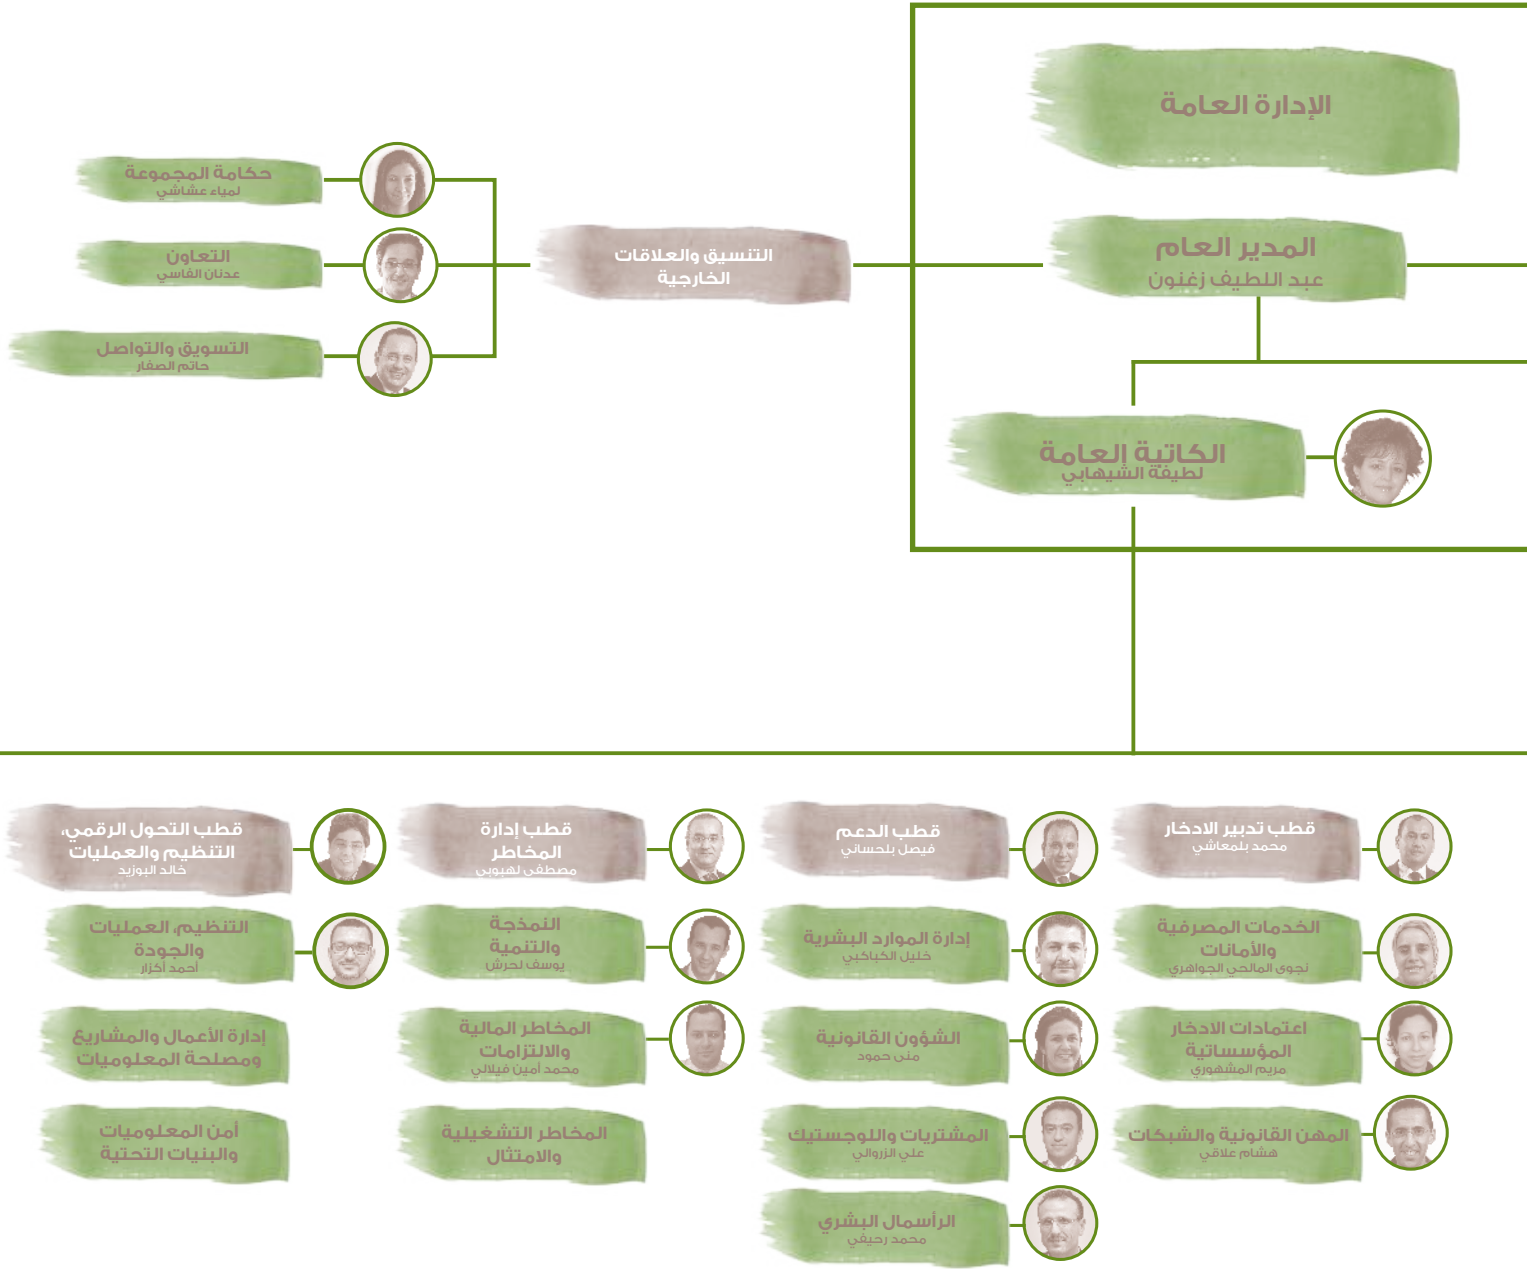 الإدارة العامة
المدير العام
عبد اللطيف زغنون
الكاتبة العامة
لطيفة الشيهابي
التنسيق والعلاقات
الخارجية
حكامة المجموعة
لمياء عشاشي
التعاون
عدنان الفاسي
التسويق والتواصل
حاتم الصفار
قطب تدبير الادخار
محمد بلمعاشي
الخدمات المصرفية
والأمانات
نجوى المالحي الجواهري
اعتمادات الادخار
المؤسساتية
مريم المشهوري
المهن القانونية والشبكات
هشام علاقي
قطب الدعم
فيصل بلحساني
إدارة الموارد البشرية
خليل الكباكبي
الشؤون القانونية
منى حمود
المشتريات واللوجستيك
علي الزروالي
الرأسمال البشري
محمد رحيفي
قطب إدارة
المخاطر
مصطفى لهبوبي
النمذجة
والتنمية
يوسف لحرش
المخاطر المالية
والالتزامات
محمد أمين فيلالي
المخاطر التشغيلية
والامتثال
قطب التحول الرقمي،
التنظيم والعمليات
خالد البوزيد
التنظيم، العمليات
والجودة
أحمد أكزار
إدارة الأعمال والمشاريع
ومصلحة المعلوميات
أمن المعلوميات
والبنيات التحتية